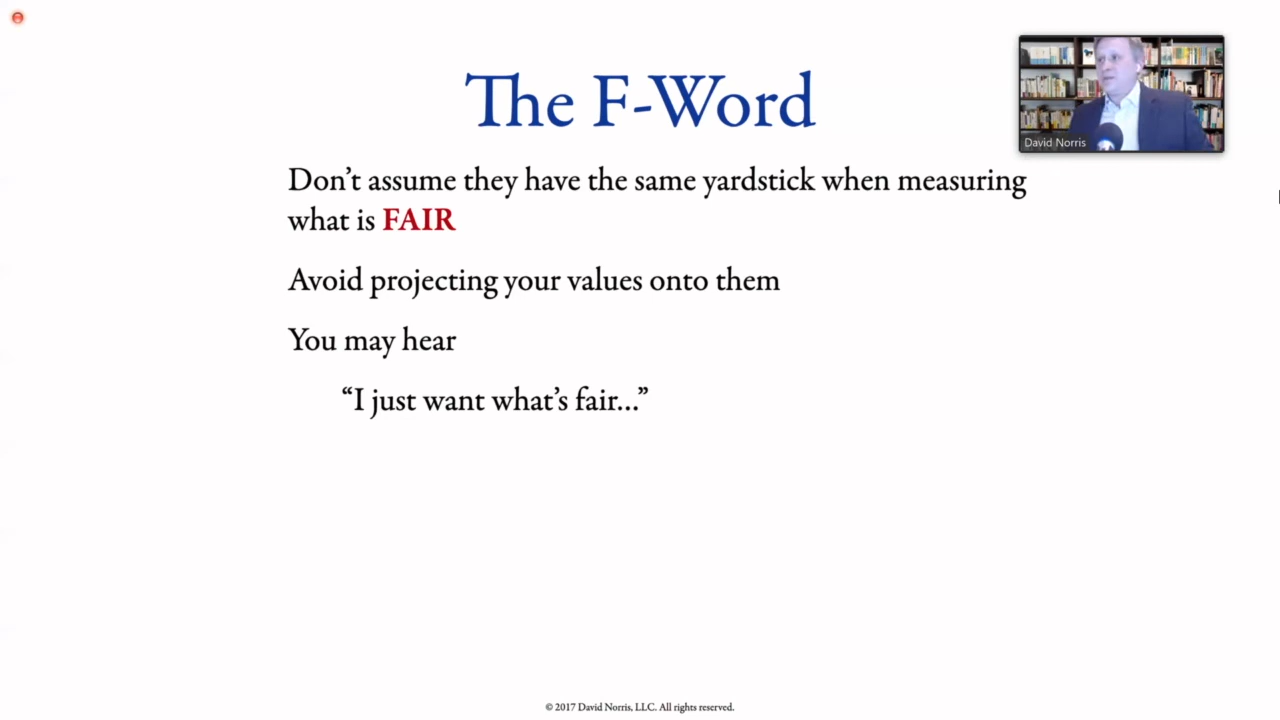 The F-Word
David Norris
Don’t assume they have the same yardstick when measuring
what is FAIR
Avoid projecting your values onto them
You may hear
“I just want what’s fair...”
© 2017 David Norris, LLC. All rights reserved.